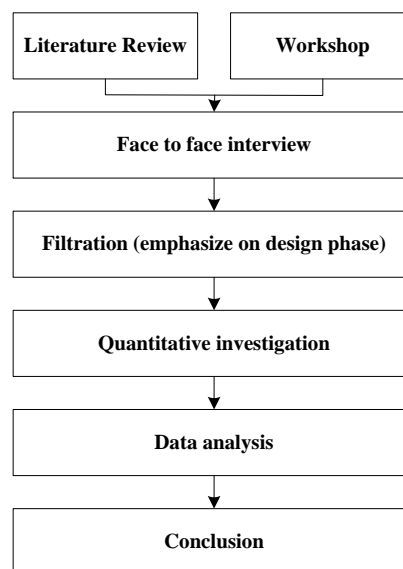 Literature Review
Workshop
Face to face interview
Filtration (emphasize on design phase)
Quantitative investigation
Data analysis
Conclusion